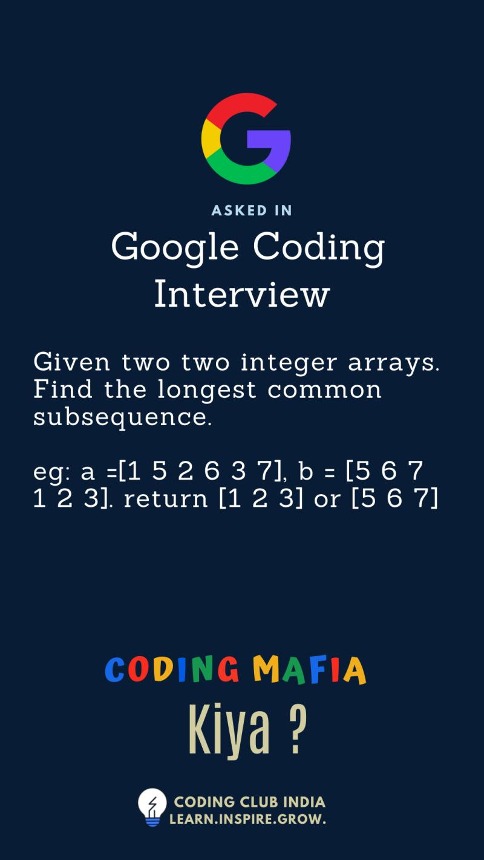 ASKED IN
Google Coding
Interview
Given two two integer arrays.
Find the longest common
subsequence.
eg: a =[1 5 2 6 3 7], b = [5 6 7
1 2 3]. return [1 2 3] or [5 6 7]
CODING MAFIA
Kiya ?
CODING CLUB INDIA
LEARN.INSPIRE.GROW.